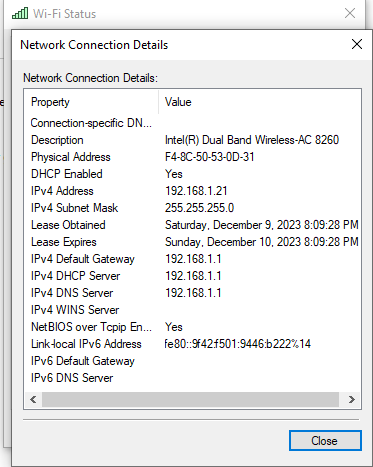 Wi-Fi Status
Network Connection Details
Network Connection Details:
Property Value
Connection-specific DN...
Description Intel(R) Dual Band Wireless-AC 8260
Physical Address F4-8C-50-53-0D-31
DHCP Enabled Yes
IPv4 Address 192.168.1.21
IPv4 Subnet Mask 255.255.255.0
Lease Obtained Saturday, December 9, 2023 8:09:28 PM
Lease Expires Sunday, December 10, 2023 8:09:28 PM
IPv4 Default Gateway 192.168.1.1
IPv4 DHCP Server 192.168.1.1
IPv4 DNS Server 192.168.1.1
IPv4 WINS Server
NetBIOS over Tcpip En... Yes
Link-local IPv6 Address fe80::9f42:f501:9446:b222%14
IPv6 Default Gateway
IPv6 DNS Server
Close